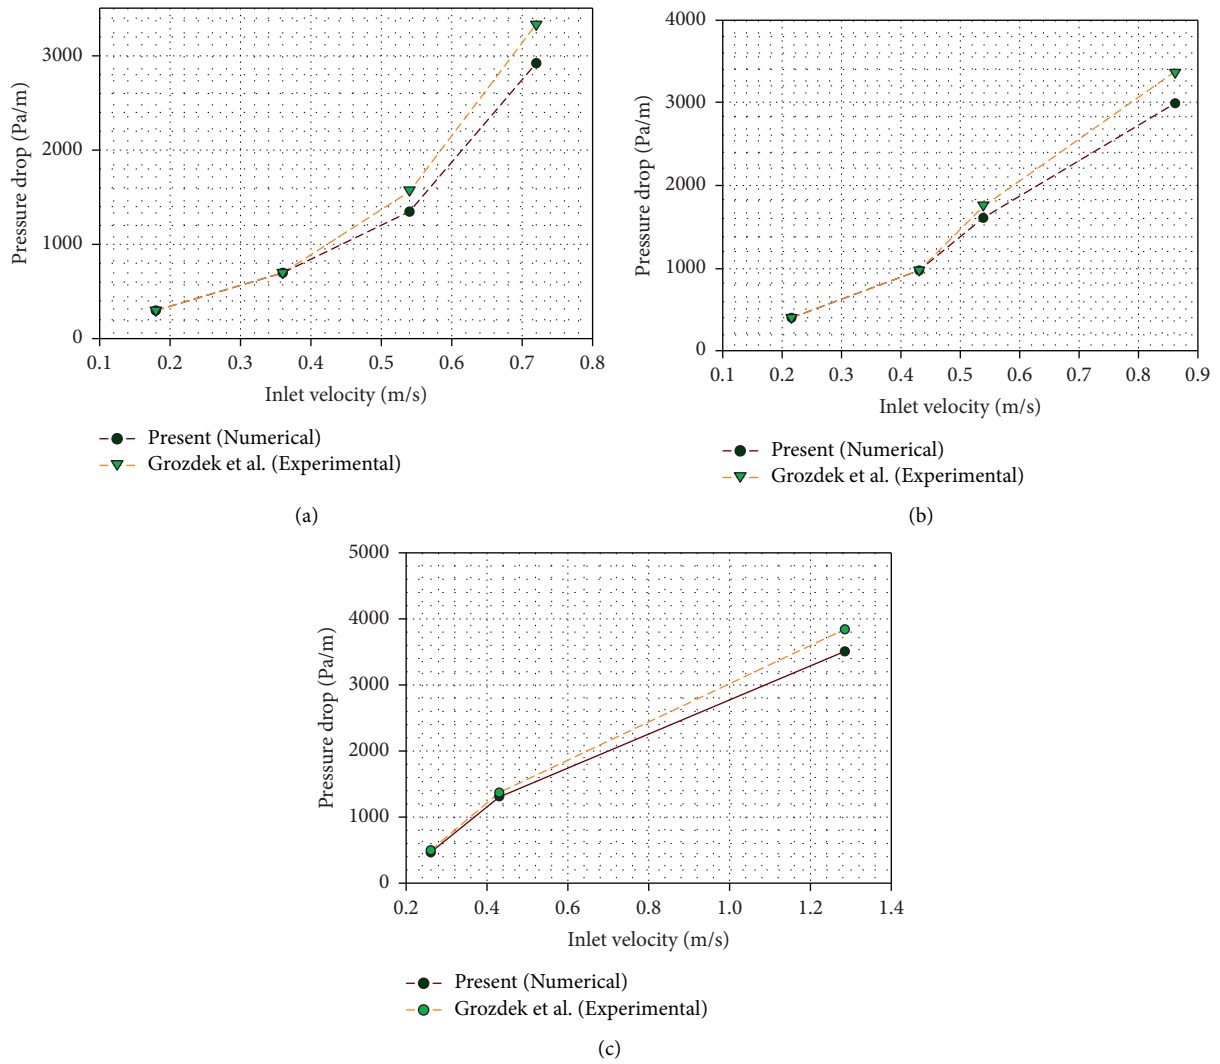 3000
2000
1000
0
Pressure drop (Pa/m)
0.1 0.2 0.3 0.4 0.5 0.6 0.7 0.8
Inlet velocity (m/s)
Present (Numerical)
Grozdek et al. (Experimental)
(a)
4000
3000
2000
1000
0
Pressure drop (Pa/m)
0.1 0.2 0.3 0.4 0.5 0.6 0.7 0.8 0.9
Inlet velocity (m/s)
Present (Numerical)
Grozdek et al. (Experimental)
(b)
5000
4000
3000
2000
1000
0
Pressure drop (Pa/m)
0.2 0.4 0.6 0.8 1.0 1.2 1.4
Inlet velocity (m/s)
Present (Numerical)
Grozdek et al. (Experimental)
(c)